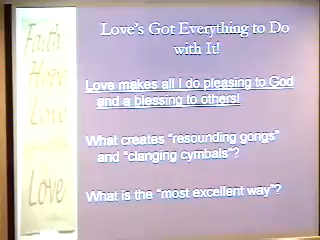 Faith
Hope
Love
Love
Love's Got Everything to Do
with It!
Love makes all I do pleasing to God
and a blessing to others!
What creates "resounding gongs"
and "clanging cymbals"?
What is the "most excellent way"?